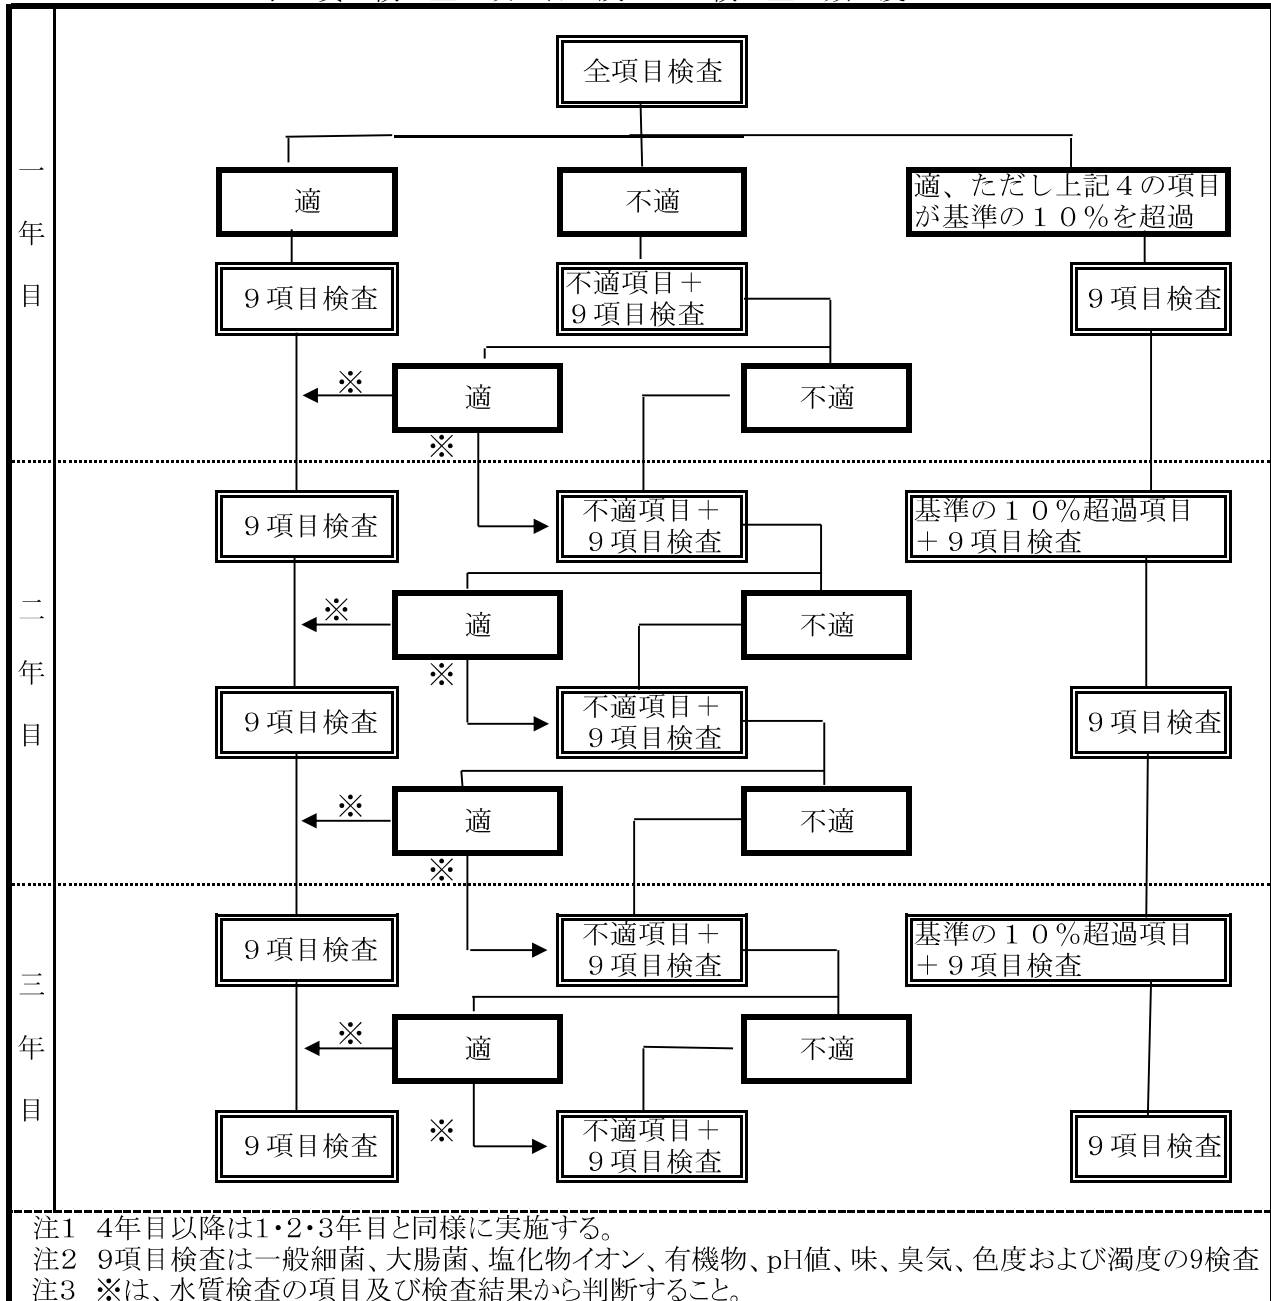 全項目検査
適
不適
適、ただし上記４の項目
が基準の１０％を超過
一年目
９項目検査
不適項目＋
９項目検査
９項目検査
※
適
不適
※
９項目検査
不適項目＋
９項目検査
基準の１０％超過項目
＋９項目検査
二年目
※
適
不適
※
９項目検査
不適項目＋
９項目検査
９項目検査
※
適
不適
※
９項目検査
不適項目＋
９項目検査
基準の１０％超過項目
＋９項目検査
三年目
※
適
不適
※
９項目検査
不適項目＋
９項目検査
９項目検査
注1　4年目以降は1・2・3年目と同様に実施する。
注2　9項目検査は一般細菌、大腸菌、塩化物イオン、有機物、pH値、味、臭気、色度および濁度の9検査
注3　※は、水質検査の項目及び検査結果から判断すること。